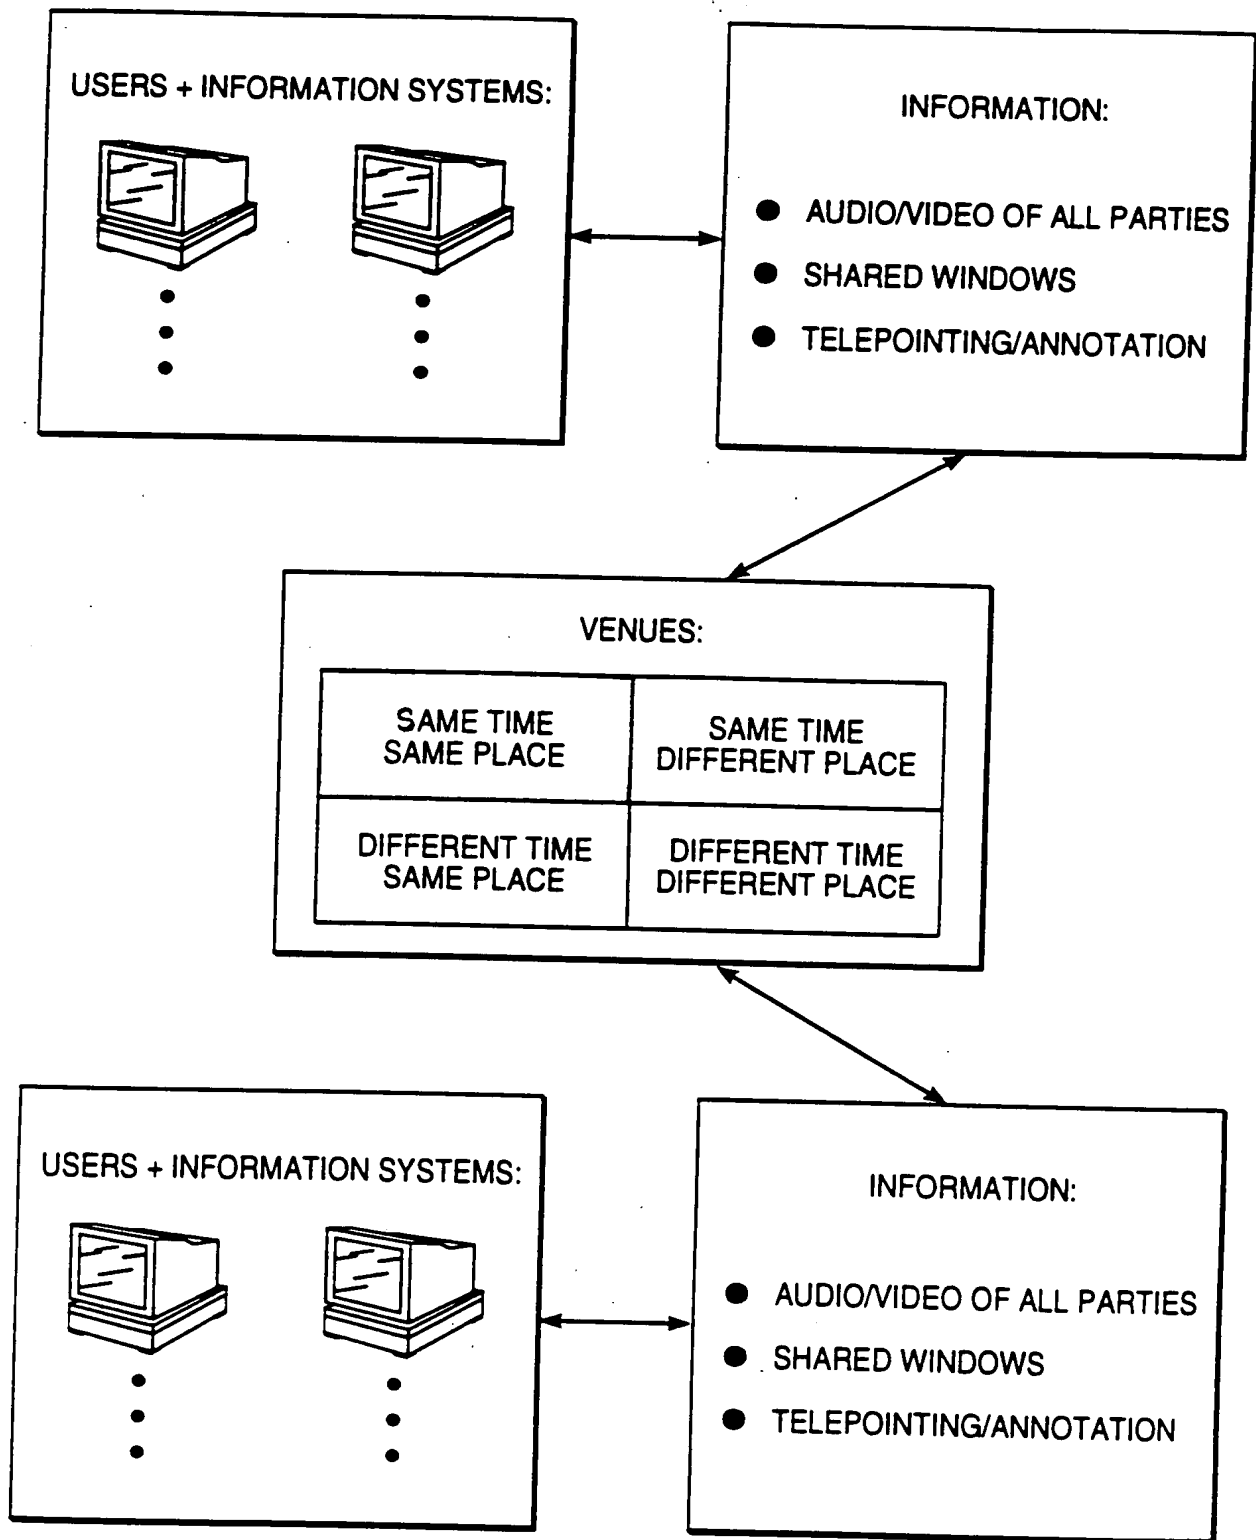 USERS + INFORMATION SYSTEMS:
INFORMATION:
● AUDIO/VIDEO OF ALL PARTIES
● SHARED WINDOWS
● TELEPOINTING/ANNOTATION
VENUES:
SAME TIME
SAME PLACE
SAME TIME
DIFFERENT PLACE
DIFFERENT TIME
SAME PLACE
DIFFERENT TIME
DIFFERENT PLACE
USERS + INFORMATION SYSTEMS:
INFORMATION:
● AUDIO/VIDEO OF ALL PARTIES
● SHARED WINDOWS
● TELEPOINTING/ANNOTATION